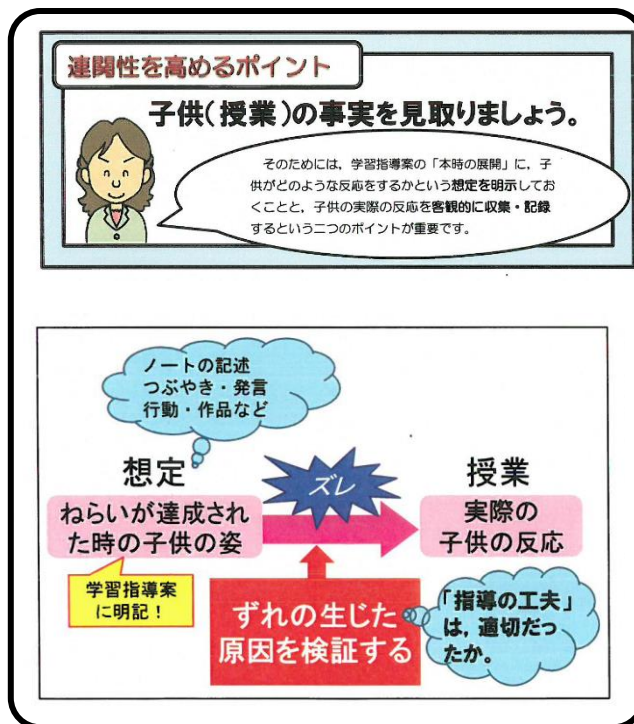 連関性を高めるポイント
子供(授業)の事実を見取りましょう。
そのためには，学習指導案の「本時の展開」に，子
供がどのような反応をするかという想定を明示してお
くことと，子供の実際の反応を客観的に収集・記録
するという二つのポイントが重要です。
ノートの記述
つぶやき・発言
行動・作品など
想定
ズレ
授業
ねらいが達成され
た時の子供の姿
実際の
子供の反応
学習指導案
に明記！
ずれの生じた
原因を検証する
「指導の工夫」
は，適切だっ
たか。